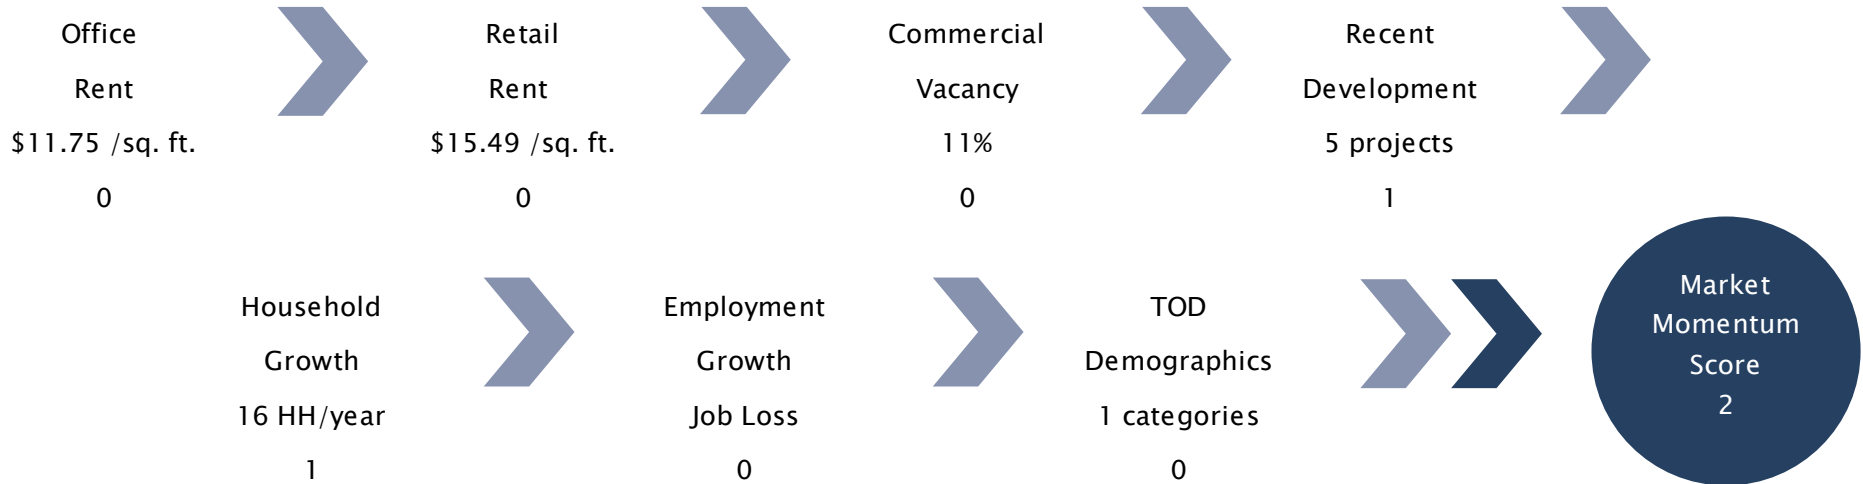 Office
Rent
$11.75 /sq. ft.
0
Retail
Rent
$15.49 /sq. ft.
0
Commercial
Vacancy
11%
0
Recent
Development
5 projects
1
Household
Growth
16 HH/year
1
Employment
Growth
Job Loss
0
TOD
Demographics
1 categories
0
Market
Momentum
Score
2